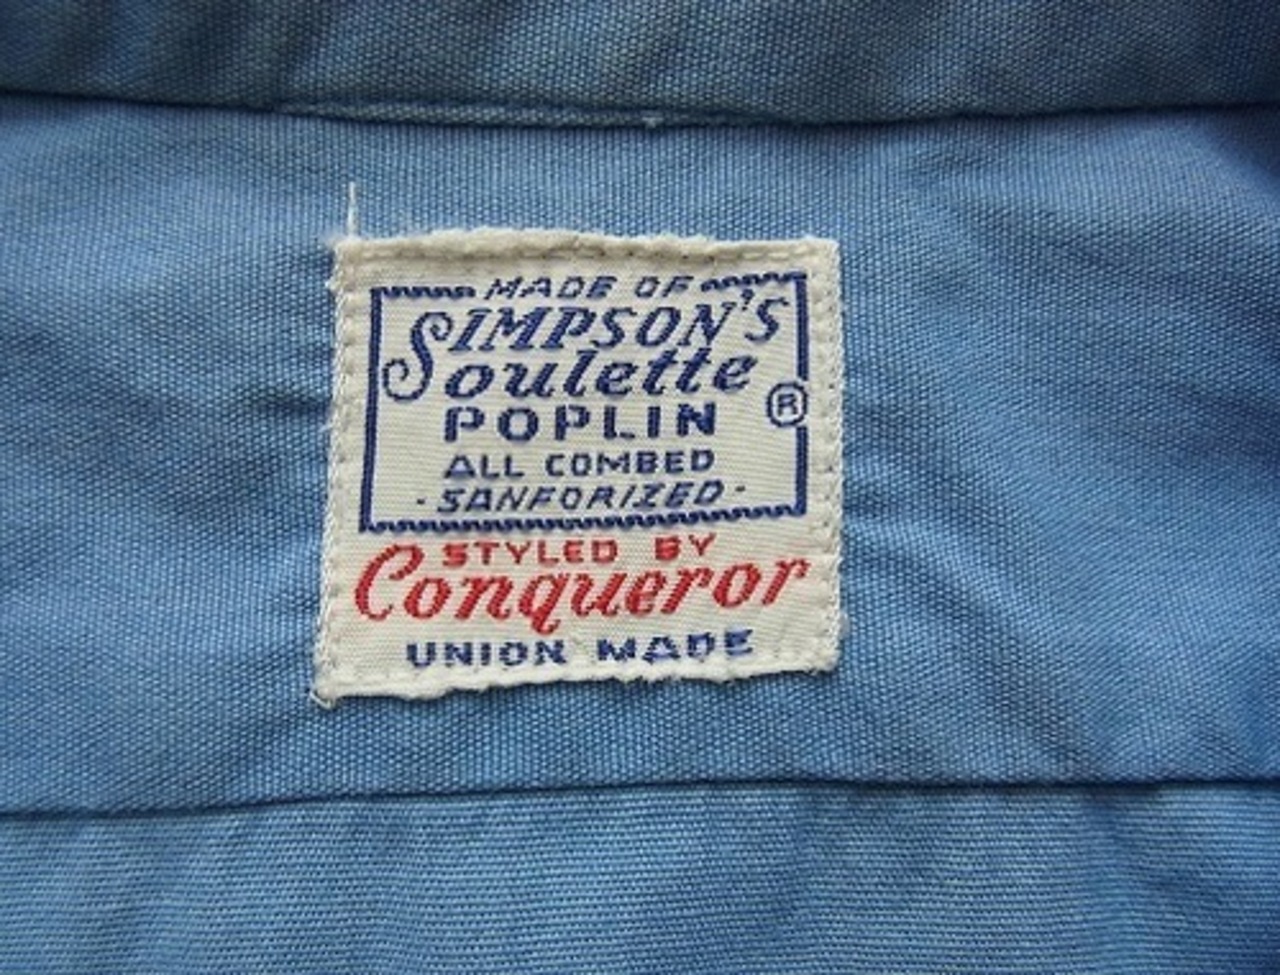 MADE OF
SIMPSON'S
Soulette
®
POPLIN
ALL COMBED
-SANFORIZED-
STYLED BY
Conqueror
UNION MADE